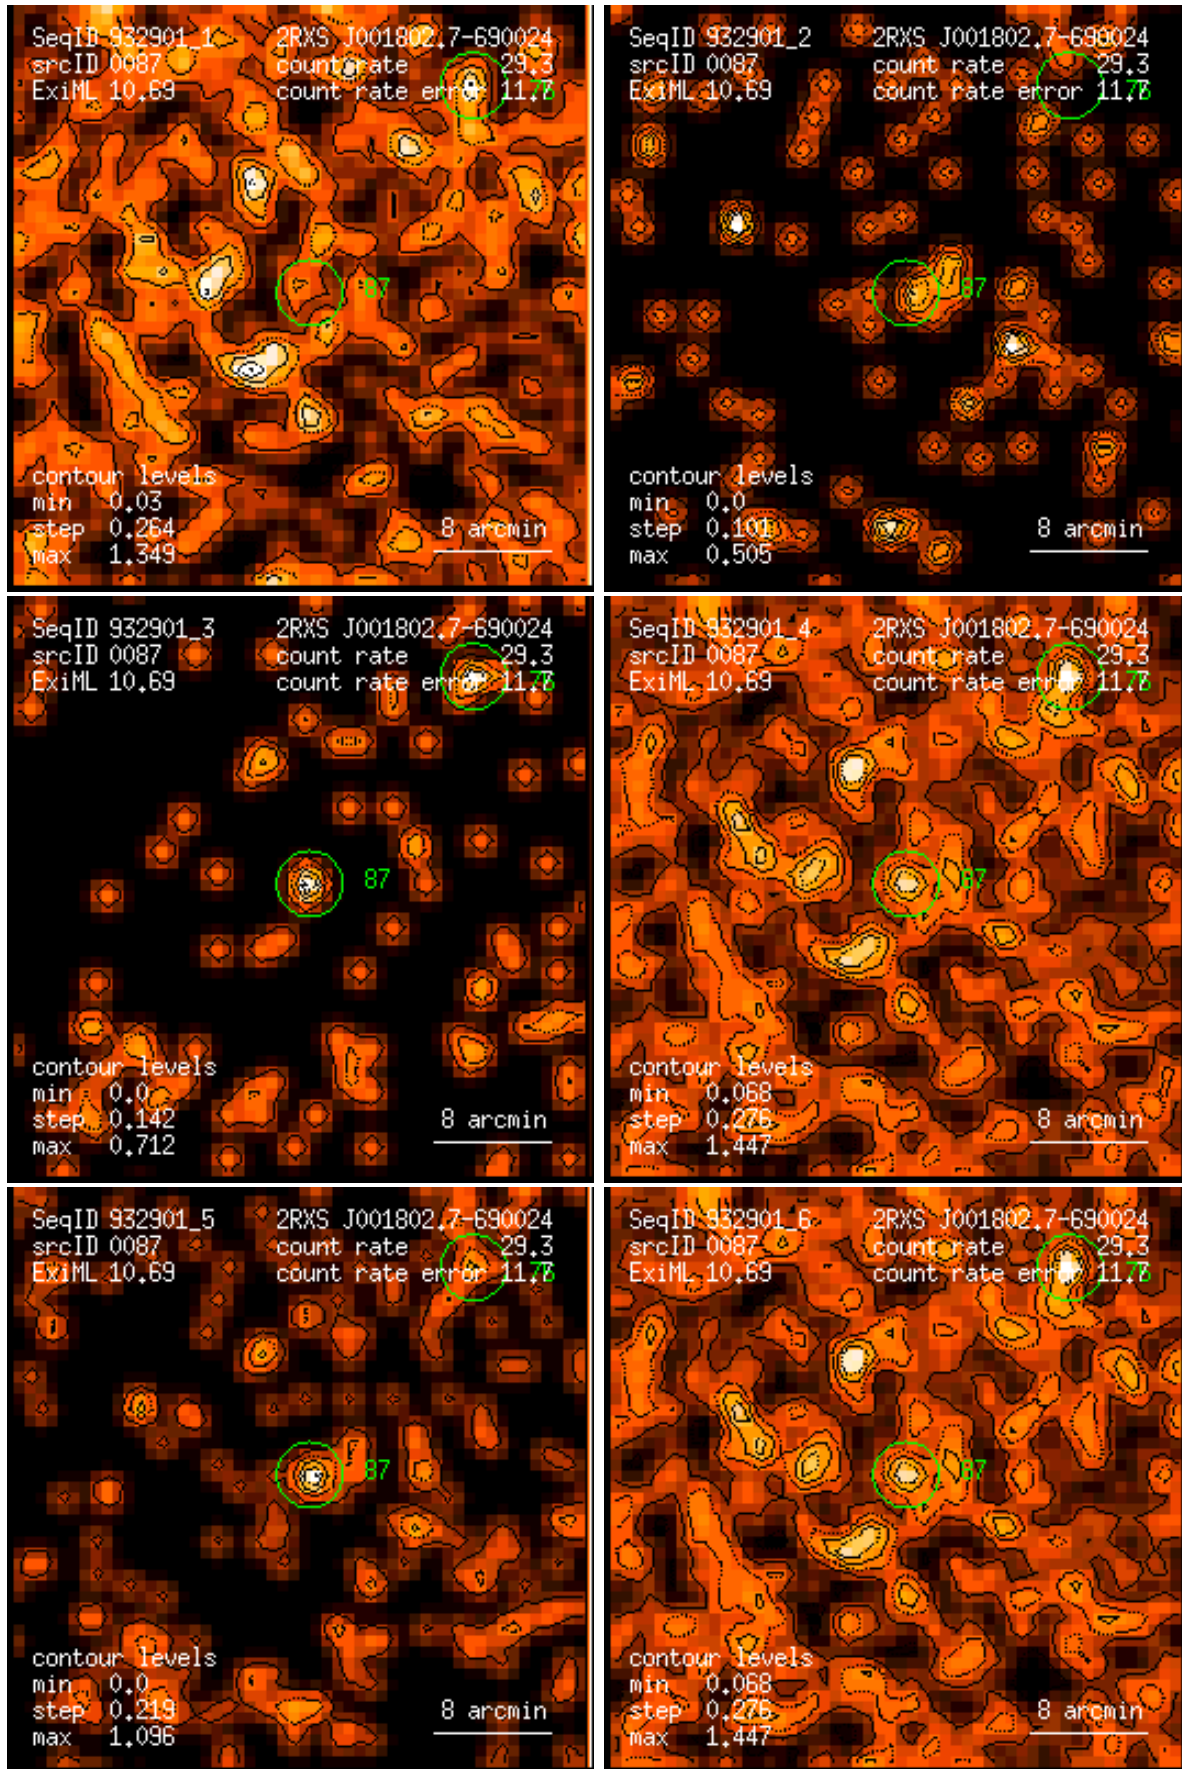 SeqID 932901_1 2RXS J001802.7-690024
srcID 0087 count rate 29.3
ExiML 10.69 count rate error 11.7
87
contour levels
min 0.03
step 0.264 8 arcmin
max 1.349
SeqID 932901_2 2RXS J001802.7-690024
srcID 0087 count rate 29.3
ExiML 10.69 count rate error 11.7
87
contour levels
min 0.0
step 0.101 8 arcmin
max 0.505
SeqID 932901_3 2RXS J001802.7-690024
srcID 0087 count rate 29.3
ExiML 10.69 count rate error 11.7
87
contour levels
min 0.0
step 0.142 8 arcmin
max 0.712
SeqID 932901_4 2RXS J001802.7-690024
srcID 0087 count rate 29.3
ExiML 10.69 count rate error 11.7
87
contour levels
min 0.068
step 0.276 8 arcmin
max 1.447
SeqID 932901_5 2RXS J001802.7-690024
srcID 0087 count rate 29.3
ExiML 10.69 count rate error 11.7
87
contour levels
min 0.0
step 0.219 8 arcmin
max 1.096
SeqID 932901_6 2RXS J001802.7-690024
srcID 0087 count rate 29.3
ExiML 10.69 count rate error 11.7
87
contour levels
min 0.068
step 0.276 8 arcmin
max 1.447